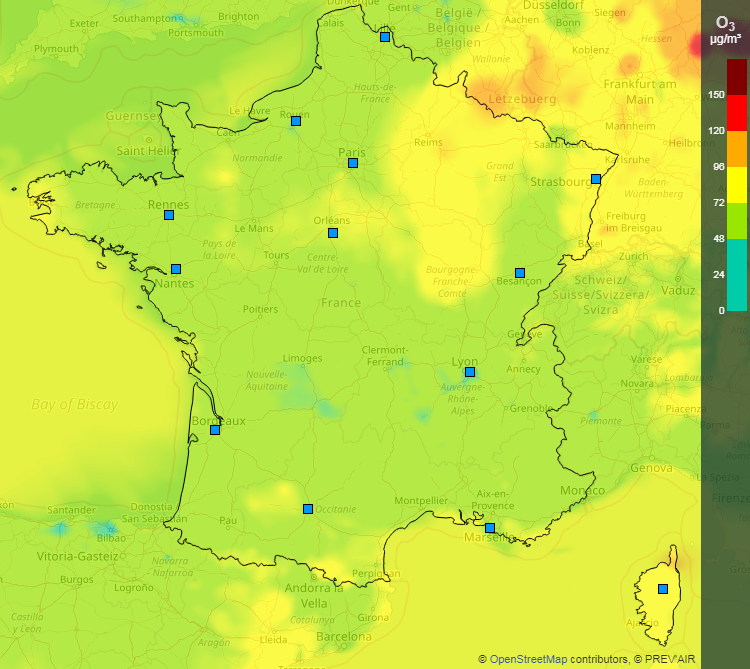 Dunkerque
Southampton
Brighton
Exeter
Portsmouth
Plymouth
Calais
Lille
Gent
België /
Belgique /
Belgien
Düsseldorf
Aachen
Bonn
Siegen
Hessen
Koblenz
Wallonie
Frankfurt am
Main
Letzebuerg
Mannheim
Heilbronn
Hauts-de-
France
Le Havre
Rouen
Guernsey
Caen
Saint Helier
Normandie
Paris
Reims
Grand
Est
Saarbrücken
Karlsruhe
Strasbourg
Baden-
Württemberg
Freiburg
im Breisgau
Basel
Zürich
Brest
Bretagne
Rennes
Le Mans
Orléans
Pays de
la Loire
Tours
Centre-
Val de Loire
Nantes
Bourgogne-
Franche-
Comté
Besançon
Schweiz/
Suisse/Svizzera/
Svizra
Vaduz
France
Poitiers
Genève
Limoges
Clermont-
Ferrand
Lyon
Annecy
Varese
Lombardia
Novara
Nouvelle-
Aquitaine
Auvergne-
Rhône-
Alpes
Grenoble
Piacenza
Piemonte
Parma
Bay of Biscay
Bordeaux
Genova
La Spezia
Firenze
Monaco
Aix-en-
Provence
Montpellier
Marseille
Occitanie
Pau
Santander
Donostia
San Sebastián
Bilbao
Vitoria-Gasteiz
Navarra
- Nafarroa
Burgos
Logroño
Perpignan
Andorra la
Vella
Girona
Catalunya
Castilla
y León
Aragón
Lleida
Barcelona
Tarragona
Ajaccio
O3
µg/m³
150
120
96
72
48
24
0
© OpenStreetMap contributors, © PREV'AIR